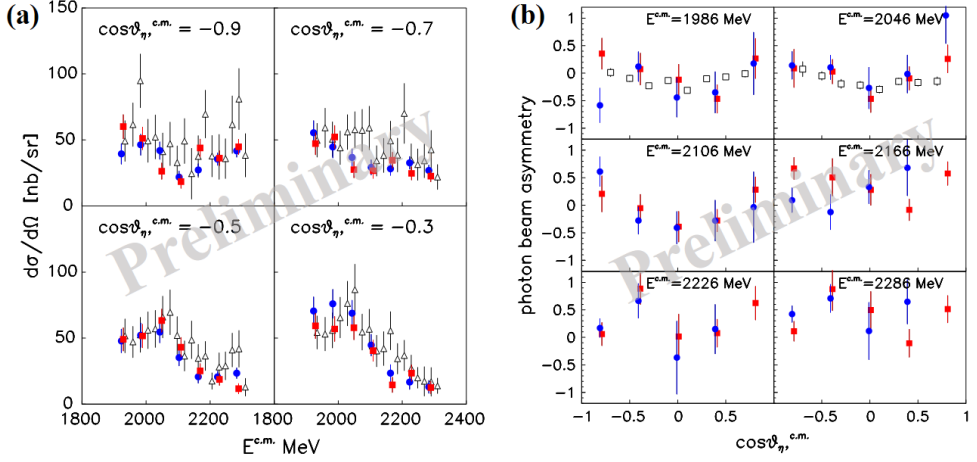 (a)
cosϑη,ᶜ·ᵐ· = −0.9
cosϑη,ᶜ·ᵐ· = −0.7
150
100
50
0
dσ/dΩ [nb/sr]
cosϑη,ᶜ·ᵐ· = −0.5
cosϑη,ᶜ·ᵐ· = −0.3
150
100
50
0
Preliminary
1800 2000 2200 1800 2000 2200 2400
Eᶜ·ᵐ· MeV
(b)
Eᶜ·ᵐ·=1986 MeV
Eᶜ·ᵐ·=2046 MeV
1
0.5
0
−0.5
−1
photon beam asymmetry
Eᶜ·ᵐ·=2106 MeV
Eᶜ·ᵐ·=2166 MeV
1
0.5
0
−0.5
−1
Eᶜ·ᵐ·=2226 MeV
Eᶜ·ᵐ·=2286 MeV
1
0.5
0
−0.5
−1
Preliminary
−1 −0.5 0 0.5 −1 −0.5 0 0.5 1
cosϑη,ᶜ·ᵐ·